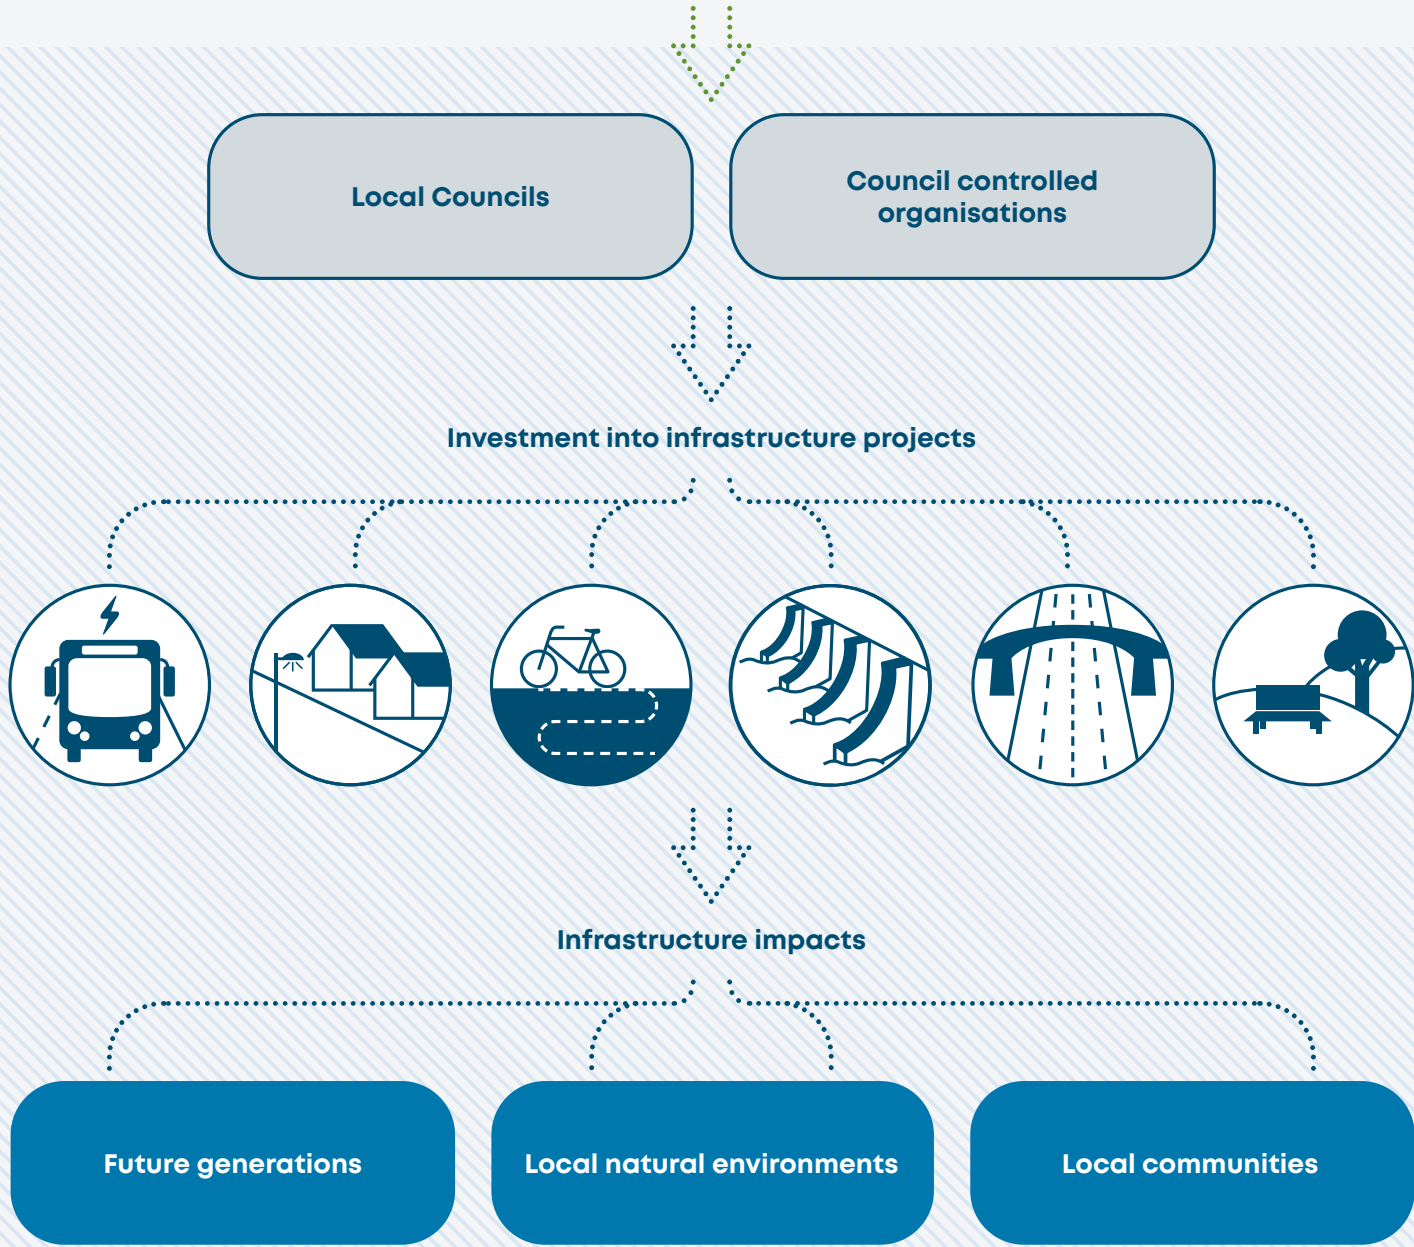 Local Councils
Council controlled
organisations
Investment into infrastructure projects
Infrastructure impacts
Future generations
Local natural environments
Local communities